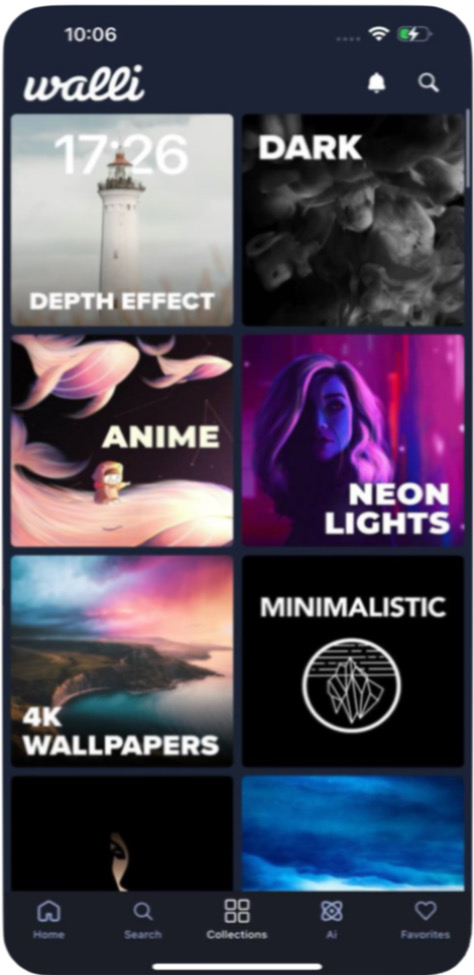 10:06
walli
17:26
DEPTH EFFECT
DARK
ANIME
NEON
LIGHTS
4K
WALLPAPERS
MINIMALISTIC
Home
Search
Collections
Ai
Favorites